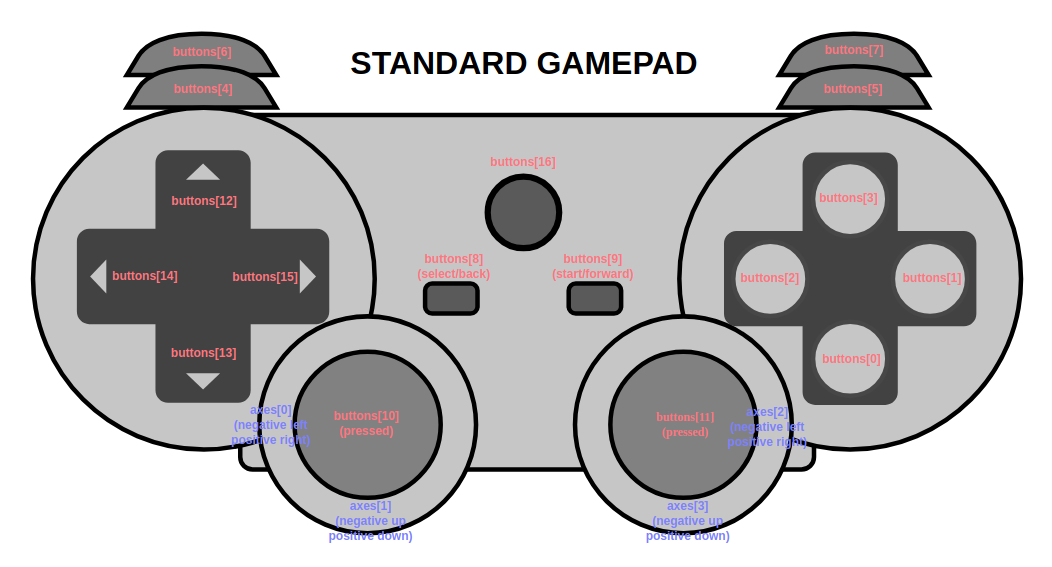 STANDARD GAMEPAD
buttons[6]
buttons[4]
buttons[7]
buttons[5]
buttons[16]
buttons[12]
buttons[14]
buttons[15]
buttons[13]
buttons[8]
(select/back)
buttons[9]
(start/forward)
buttons[3]
buttons[2]
buttons[1]
buttons[0]
axes[0]
(negative left
positive right)
buttons[10]
(pressed)
axes[1]
(negative up
positive down)
buttons[11]
(pressed)
axes[2]
(negative left
positive right)
axes[3]
(negative up
positive down)